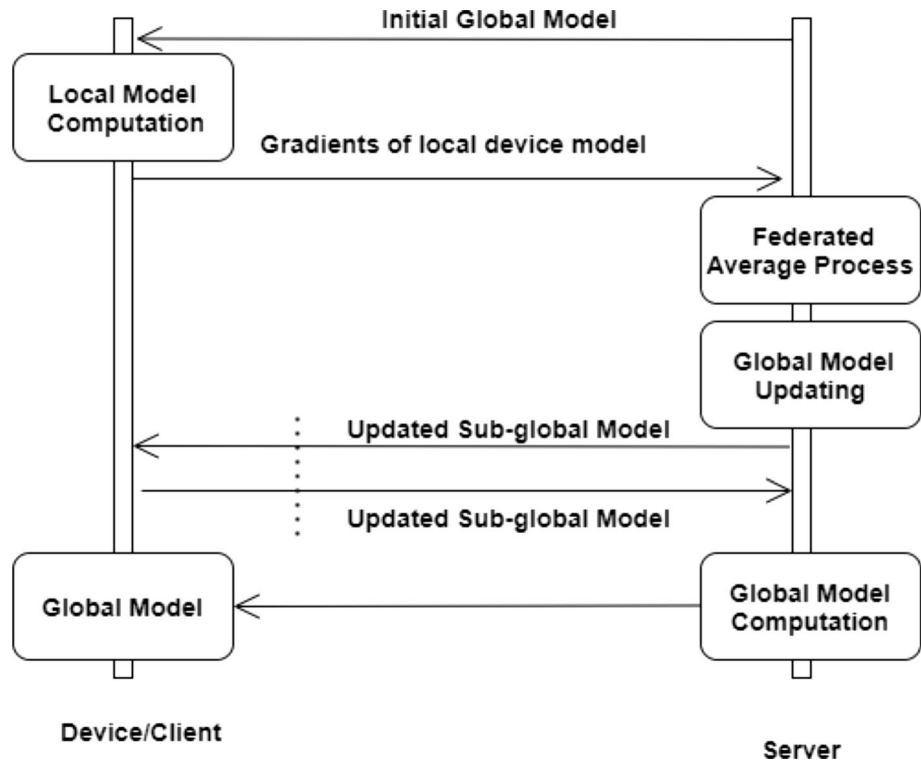 Initial Global Model
Local Model
Computation
Gradients of local device model
Federated
Average Process
Global Model
Updating
Updated Sub-global Model
Updated Sub-global Model
Global Model
Global Model
Computation
Device/Client
Server